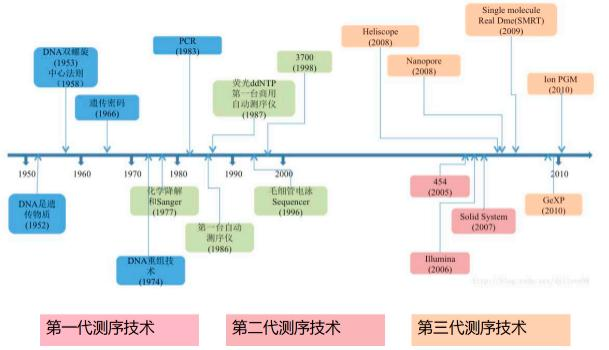 Single molecule
Real Dme(SMRT)
(2009)
Heliscope
(2008)
PCR
(1983)
DNA双螺旋
(1953)
中心法则
(1958)
3700
(1998)
Nanopore
(2008)
荧光ddNTP
第一台商用
自动测序仪
(1987)
Ion PGM
(2010)
遗传密码
(1966)
1950
1960
1970
1980
1990
2000
2010
454
(2005)
化学降解
和Sanger
(1977)
毛细管电泳
Sequencer
(1996)
DNA是遗
传物质
(1952)
GeXP
(2010)
Solid System
(2007)
第一台自动
测序仪
(1986)
Illumina
(2006)
DNA重组技
术
(1974)
第一代测序技术
第二代测序技术
第三代测序技术